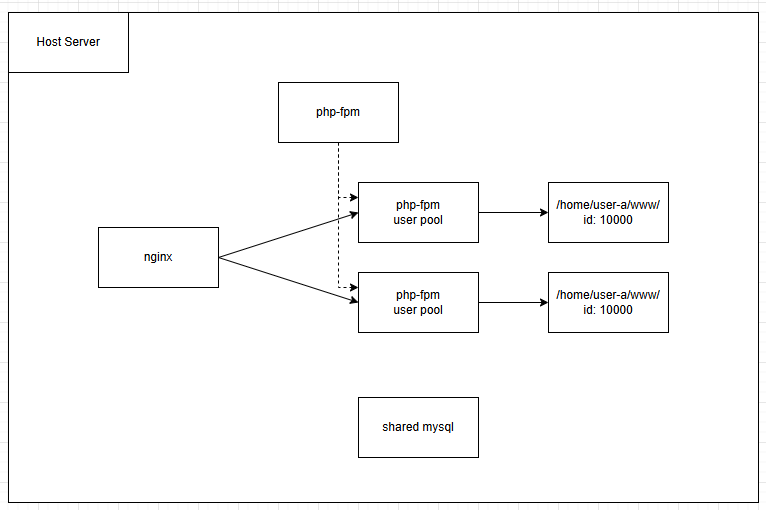 Host Server
php-fpm
php-fpm
user pool
/home/user-a/www/
id: 10000
nginx
php-fpm
user pool
/home/user-a/www/
id: 10000
shared mysql